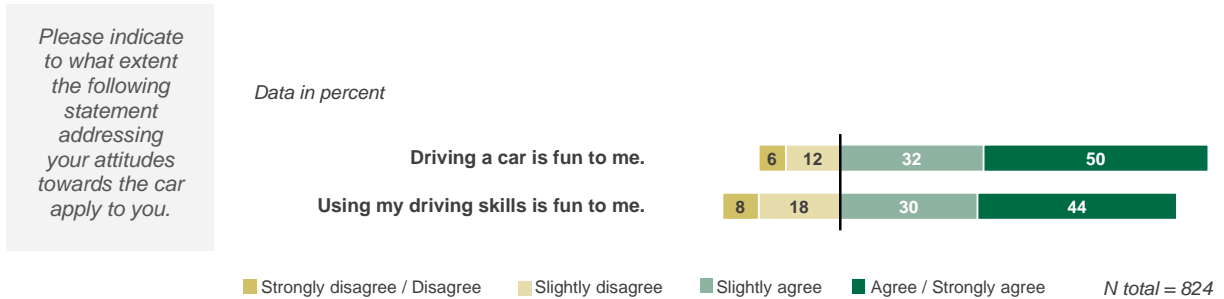 Please indicate
to what extent
the following
statement
addressing
your attitudes
towards the car
apply to you.
Data in percent
Driving a car is fun to me.
6 12 32 50
Using my driving skills is fun to me.
8 18 30 44
Strongly disagree / Disagree Slightly disagree Slightly agree Agree / Strongly agree N total = 824